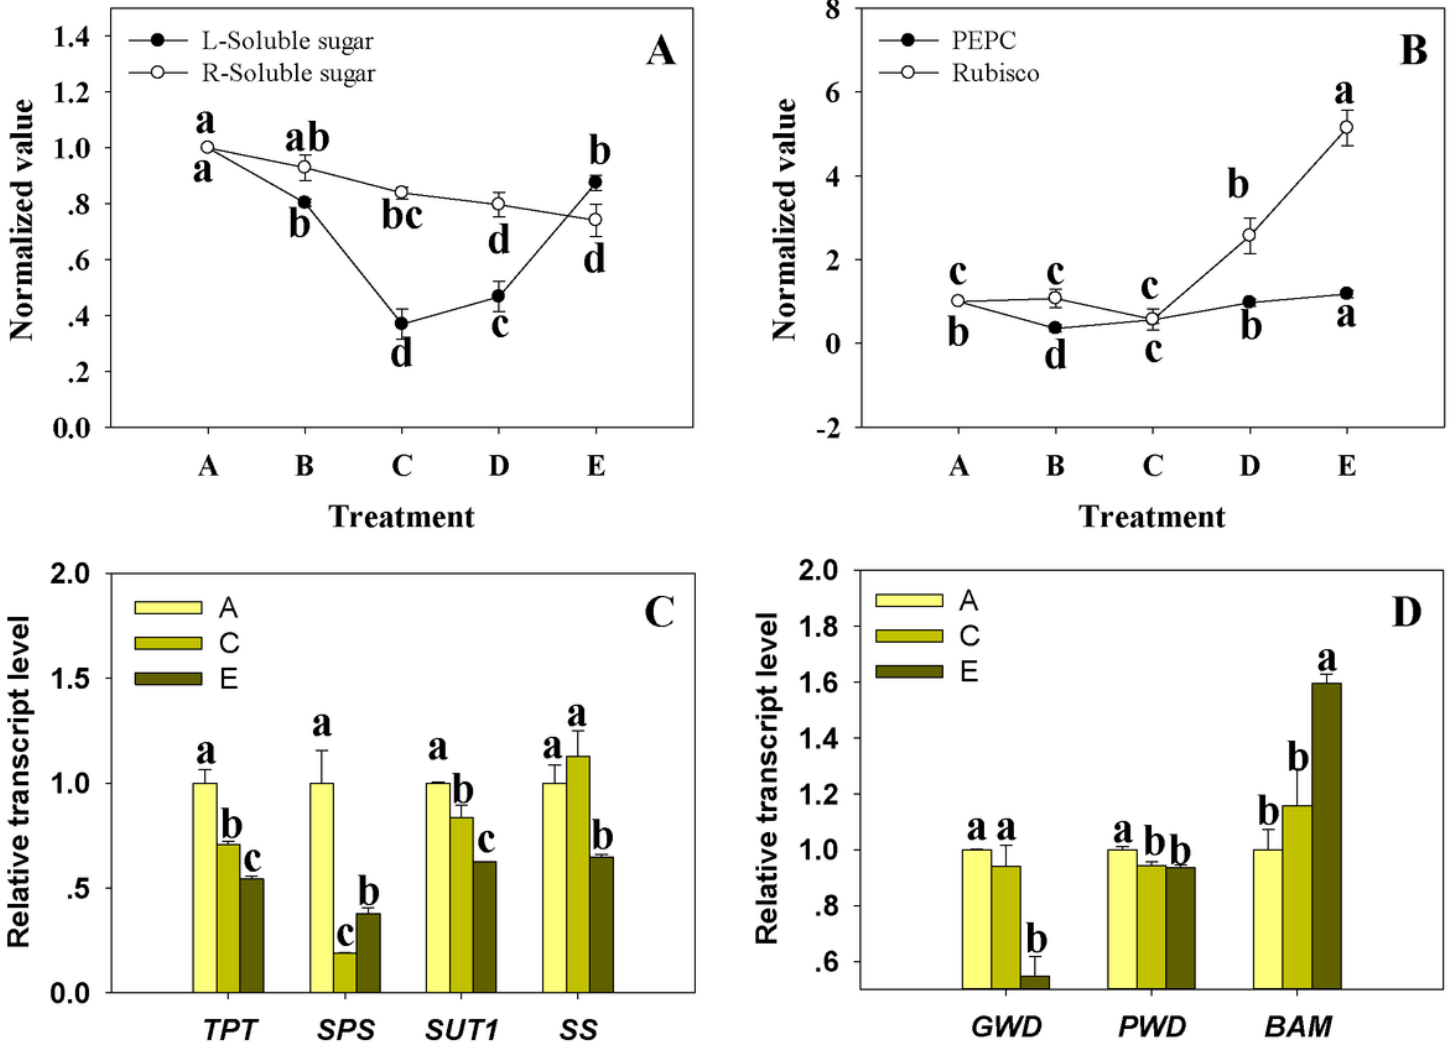 A
L-Soluble sugar
R-Soluble sugar
Normalized value
1.4
1.2
1.0
.8
.6
.4
.2
0.0
a
a
ab
b
bc
d
d
c
b
d
A B C D E
Treatment
B
PEPC
Rubisco
Normalized value
8
6
4
2
0
-2
c
b
c
d
c
c
b
b
a
a
A B C D E
Treatment
C
A
C
E
Relative transcript level
2.0
1.5
1.0
.5
0.0
a b c
a c b
a b c
a a b
TPT SPS SUT1 SS
D
A
C
E
Relative transcript level
2.0
1.8
1.6
1.4
1.2
1.0
.8
.6
a a b
a b b
b b a
GWD PWD BAM